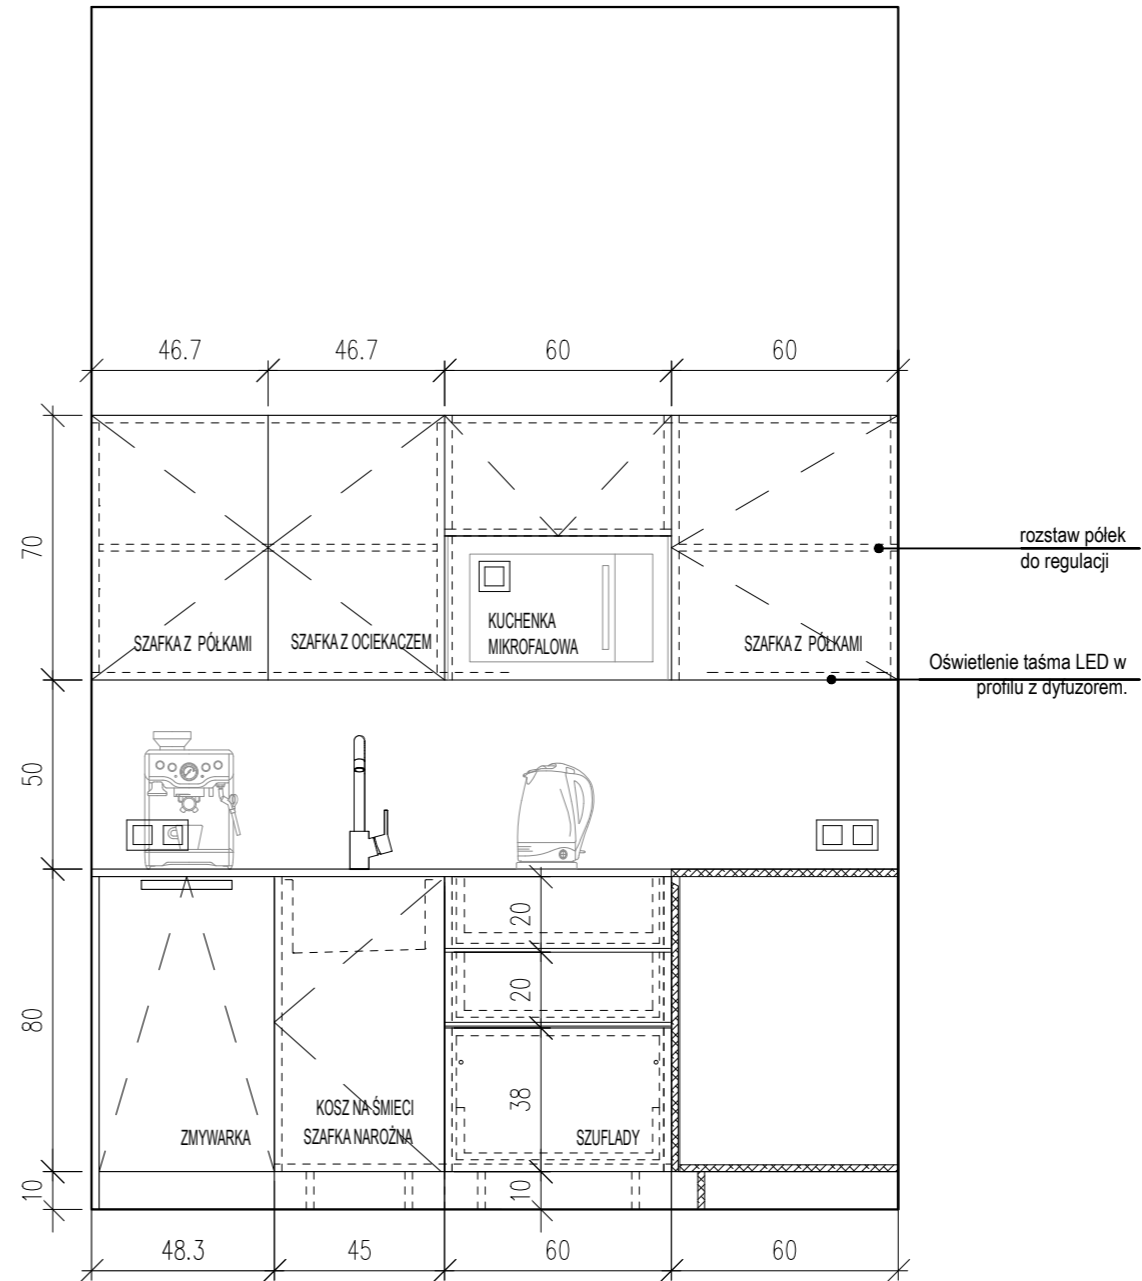 46.7 46.7 60 60
70
rozstaw półek
do regulacji
KUCHENKA
MIKROFALOWA
SZAFKA Z PÓŁKAMI
SZAFKA Z OCIEKACZEM
SZAFKA Z PÓŁKAMI
Oświetlenie taśma LED w
profilu z dyfuzorem.
50
80
20
20
38
KOSZ NA ŚMIECI
SZAFKA NAROŻNA
ZMYWARKA
SZUFLADY
10
10
48.3 45 60 60